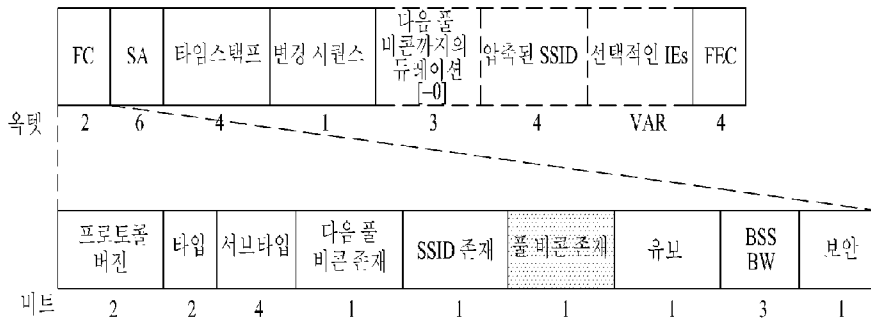 다음 풀
비콘까지의
듀레이션
[-0]
FC SA 타임스탬프 변경 시퀀스 압축된 SSID 선택적인 IEs FEC
옥텟 2 6 4 1 3 4 VAR 4
프로토콜
버진
타입 서브타입
다음 풀
비콘 존재
SSID 존재 풀 비콘 존재 유보
BSS
BW
보안
비트 2 2 4 1 1 1 1 3 1